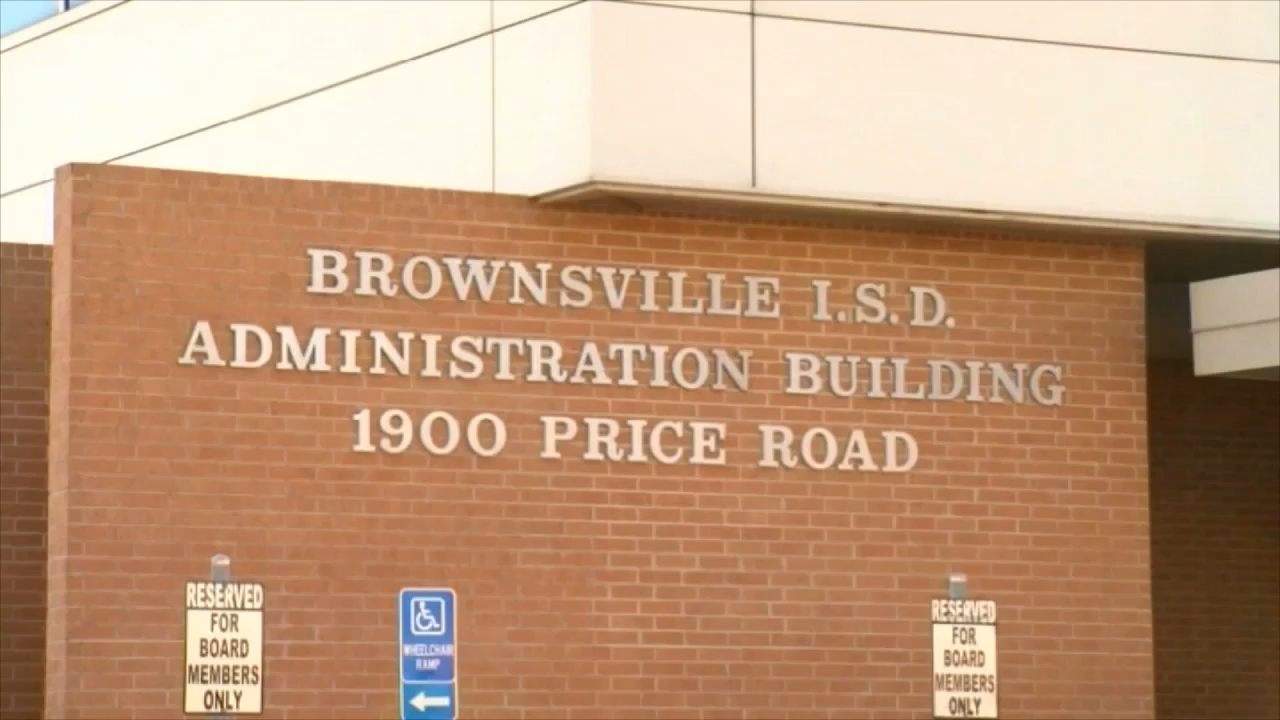 BROWNSVILLE I.S.D.
ADMINISTRATION BUILDING
1900 PRICE ROAD
RESERVED
FOR
BOARD
MEMBERS
ONLY
WHEELCHAIR
RAMP
RESERVED
FOR
BOARD
MEMBERS
ONLY